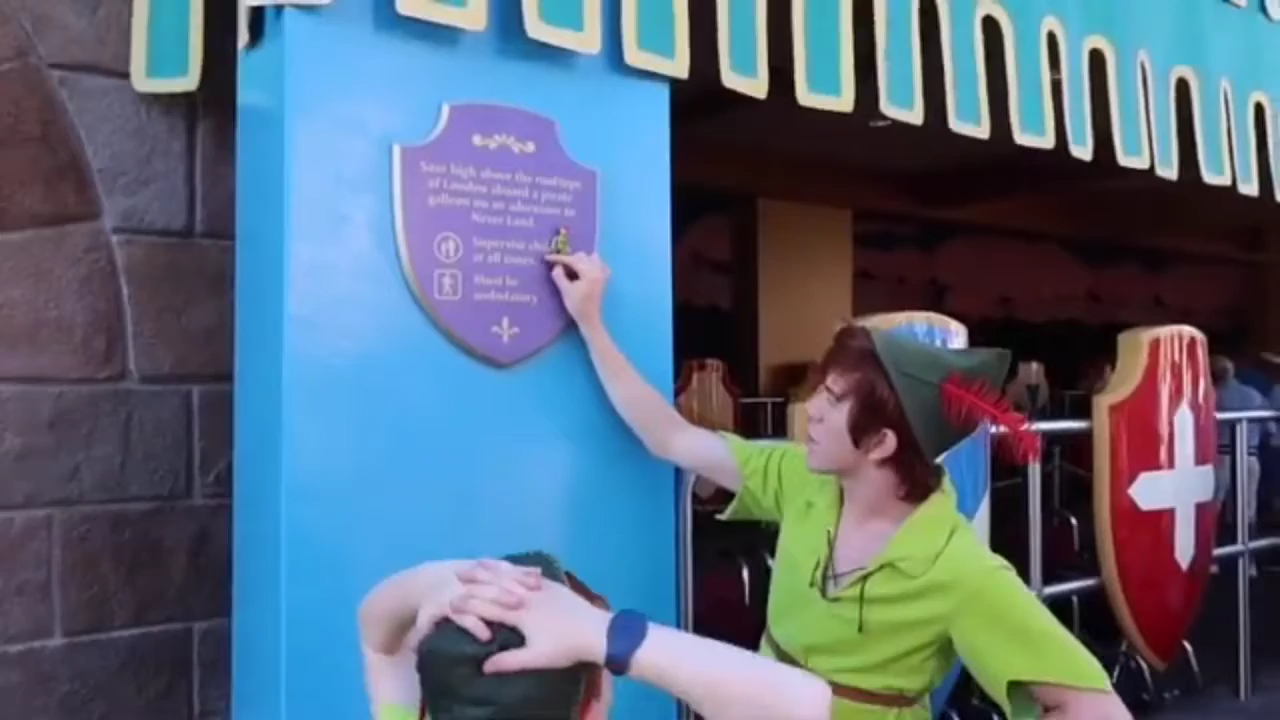 Soar high above the rooftops
of London aboard a pirate
galleon on an adventure to
Never Land.
Supervise
at all times.
Must be
ambulatory